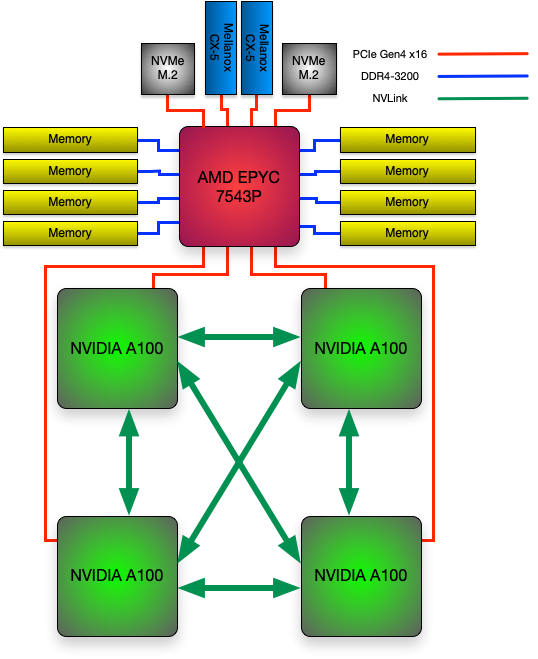 NVMe
M.2
Mellanox
CX-5
Mellanox
CX-5
NVMe
M.2
PCIe Gen4 x16
DDR4-3200
NVLink
Memory
Memory
Memory
Memory
AMD EPYC
7543P
Memory
Memory
Memory
Memory
NVIDIA A100
NVIDIA A100
NVIDIA A100
NVIDIA A100